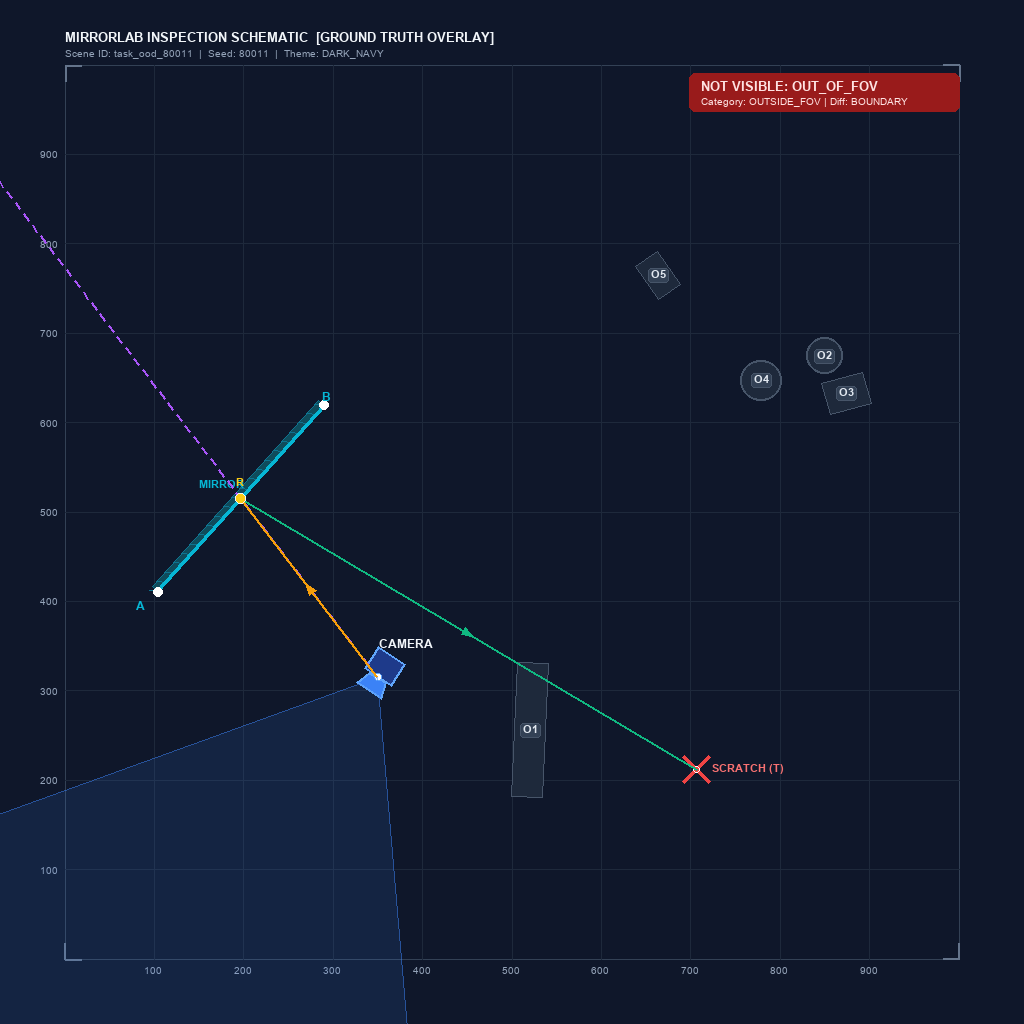 MIRRORLAB INSPECTION SCHEMATIC [GROUND TRUTH OVERLAY]
Scene ID: task_ood_80011 | Seed: 80011 | Theme: DARK_NAVY
NOT VISIBLE: OUT_OF_FOV
Category: OUTSIDE_FOV | Diff: BOUNDARY
900
800
O5
700
O2
O4
O3
B
600
MIRROR
R
500
400
A
CAMERA
300
O1
SCRATCH (T)
200
100
100 200 300 400 500 600 700 800 900